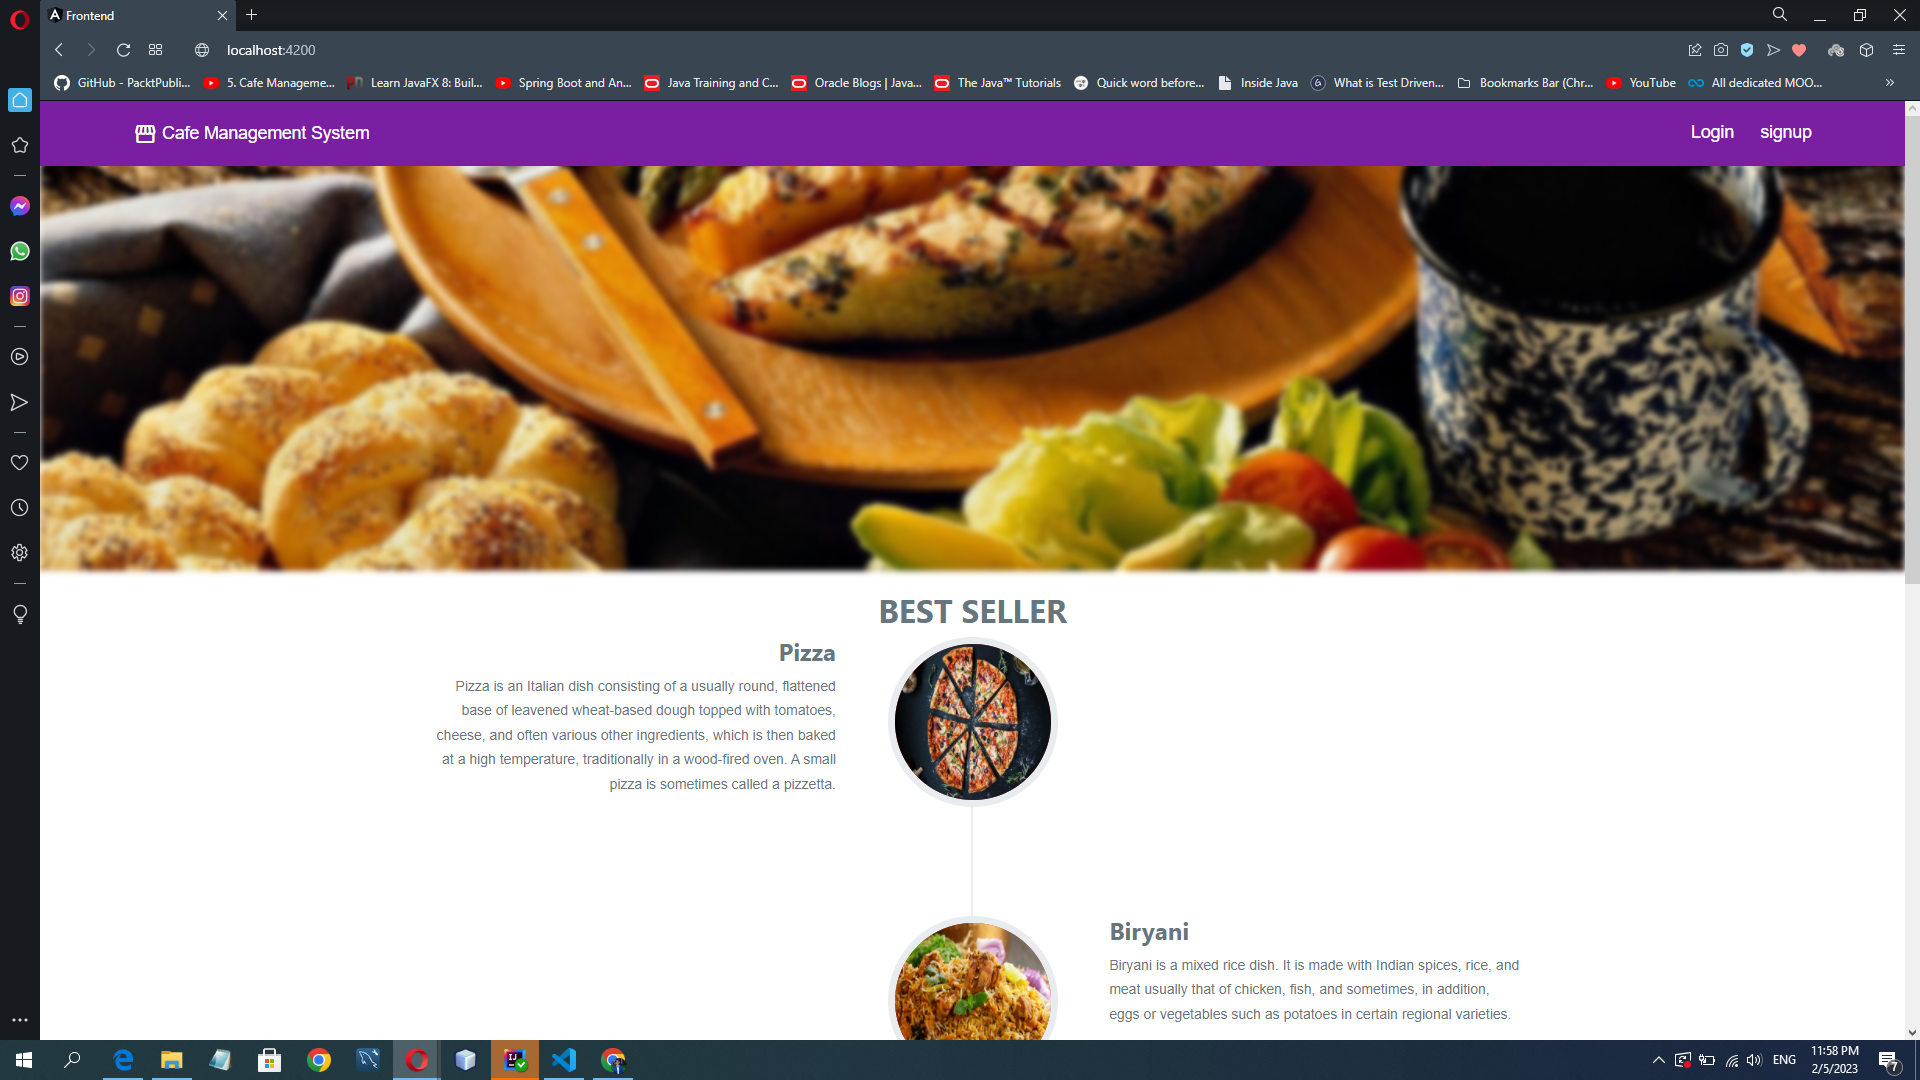 Frontend
localhost:4200
GitHub - PacktPubli... 5. Cafe Manageme... Learn JavaFX 8: Buil... Spring Boot and An... Java Training and C... Oracle Blogs | Java... The Java™ Tutorials Quick word before... Inside Java What is Test Driven... Bookmarks Bar (Chr... YouTube All dedicated MOO... »
Cafe Management System Login signup
BEST SELLER
Pizza
Pizza is an Italian dish consisting of a usually round, flattened
base of leavened wheat-based dough topped with tomatoes,
cheese, and often various other ingredients, which is then baked
at a high temperature, traditionally in a wood-fired oven. A small
pizza is sometimes called a pizzetta.
Biryani
Biryani is a mixed rice dish. It is made with Indian spices, rice, and
meat usually that of chicken, fish, and sometimes, in addition,
eggs or vegetables such as potatoes in certain regional varieties.
ENG
11:58 PM
2/5/2023
7